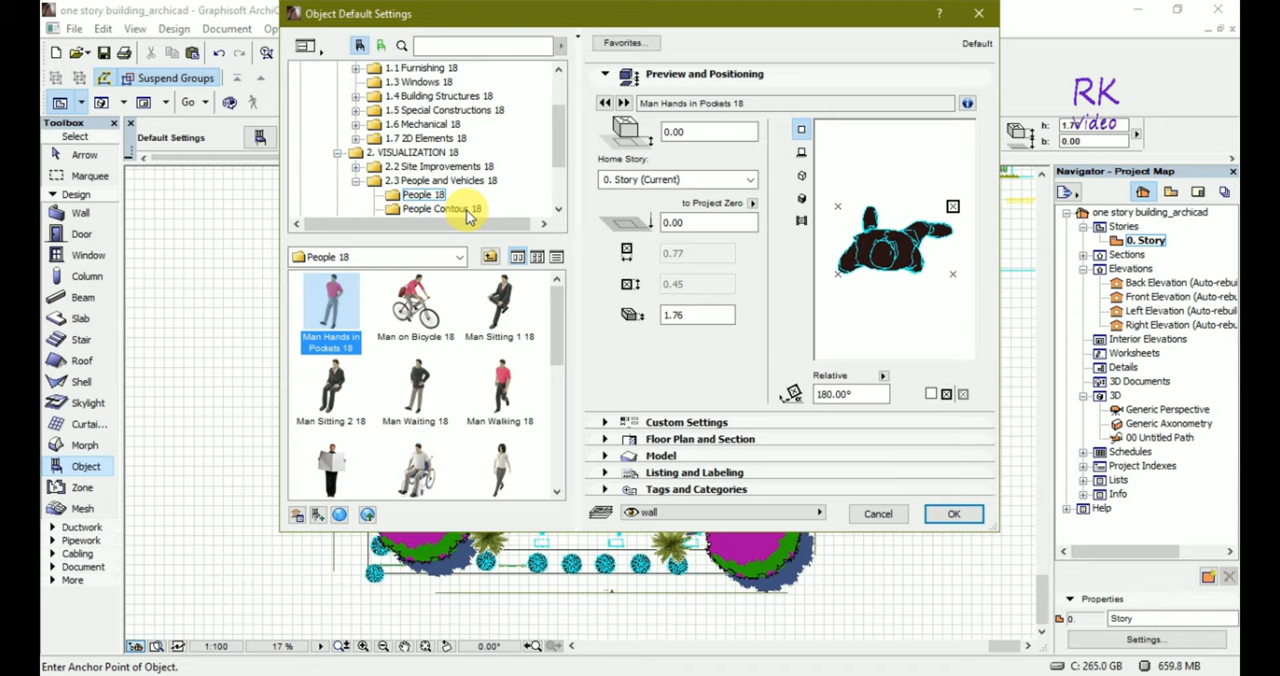 one story building_archicad - Graphisoft ArchiC
File Edit View Design Document
Suspend Groups
Go
Toolbox
Select
Arrow
Marquee
Design
Wall
Door
Window
Column
Beam
Slab
Stair
Roof
Shell
Skylight
Curtai...
Morph
Object
Zone
Mesh
Ductwork
Pipework
Cabling
Document
More
Default Settings
Object Default Settings
1.1 Furnishing 18
1.3 Windows 18
1.4 Building Structures 18
1.5 Special Constructions 18
1.6 Mechanical 18
1.7 2D Elements 18
2. VISUALIZATION 18
2.2 Site Improvements 18
2.3 People and Vehicles 18
People 18
People Contour 18
People 18
Man Hands in Pockets 18
Man on Bicycle 18
Man Sitting 1 18
Man Sitting 2 18
Man Waiting 18
Man Walking 18
Favorites...
Default
Preview and Positioning
Man Hands in Pockets 18
0.00
Home Story:
0. Story (Current)
to Project Zero
0.00
0.77
0.45
1.76
Relative
180.00°
Custom Settings
Floor Plan and Section
Model
Listing and Labeling
Tags and Categories
wall
Cancel
OK
RK
Video
h:
b: 0.00
Navigator - Project Map
one story building_archicad
Stories
0. Story
Sections
Elevations
Back Elevation (Auto-rebui
Front Elevation (Auto-rebu
Left Elevation (Auto-rebui
Right Elevation (Auto-rebu
Interior Elevations
Worksheets
Details
3D Documents
3D
Generic Perspective
Generic Axonometry
00 Untitled Path
Schedules
Project Indexes
Lists
Info
Help
Properties
0. Story
Settings...
1:100
17 %
0.00°
Enter Anchor Point of Object.
C: 265.0 GB
659.8 MB